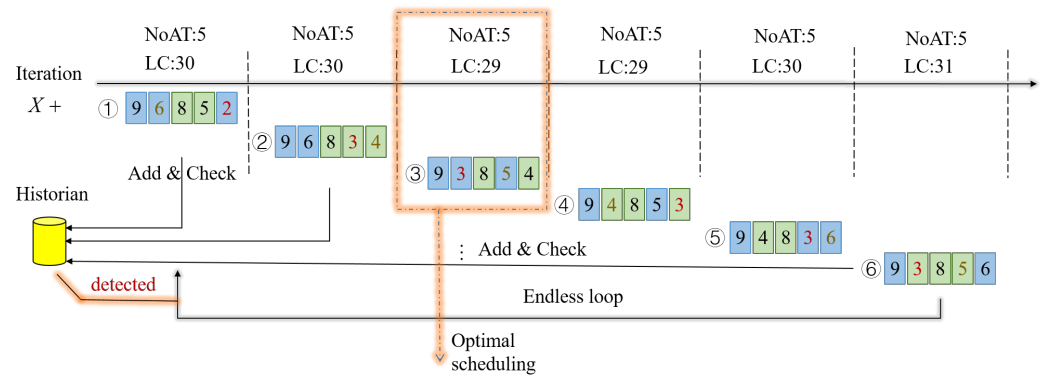 NoAT:5 NoAT:5 NoAT:5 NoAT:5 NoAT:5 NoAT:5
LC:30 LC:30 LC:29 LC:29 LC:30 LC:31
Iteration
X +
① 9 6 8 5 2
② 9 6 8 3 4
③ 9 3 8 5 4
④ 9 4 8 5 3
⑤ 9 4 8 3 6
⑥ 9 3 8 5 6
Add & Check
Historian
⋮ Add & Check
detected
Endless loop
Optimal
scheduling